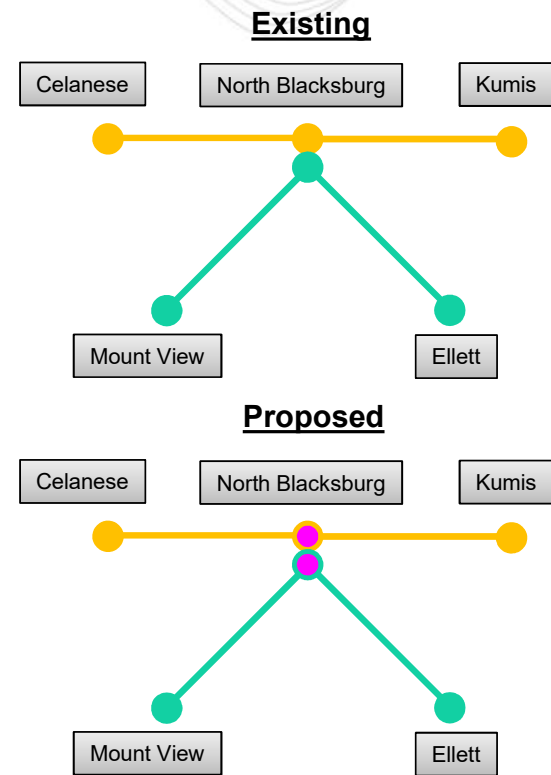 Existing
Celanese North Blacksburg Kumis
Mount View Ellett
Proposed
Celanese North Blacksburg Kumis
Mount View Ellett